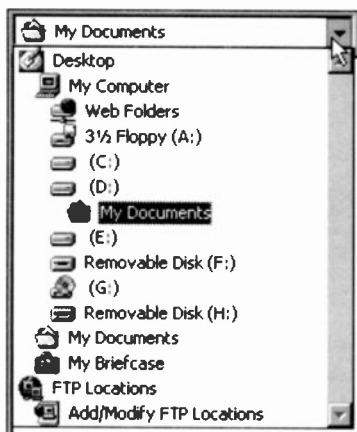 My Documents
Desktop
My Computer
Web Folders
3½ Floppy (A:)
(C:)
(D:)
My Documents
(E:)
Removable Disk (F:)
(G:)
Removable Disk (H:)
My Documents
My Briefcase
FTP Locations
Add/Modify FTP Locations